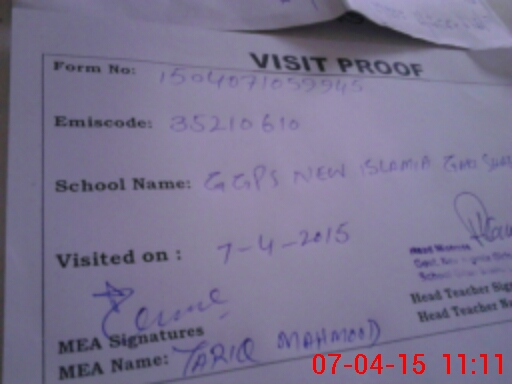 VISIT PROOF
Form No: 1504071059945
Emiscode: 35210610
School Name: GGPS NEW ISLAMIA
Visited on : 7-4-2015
MEA Signatures
Head Teacher
Head Teacher
MEA Name: TARIQ MAHMOOD
07-04-15 11:11